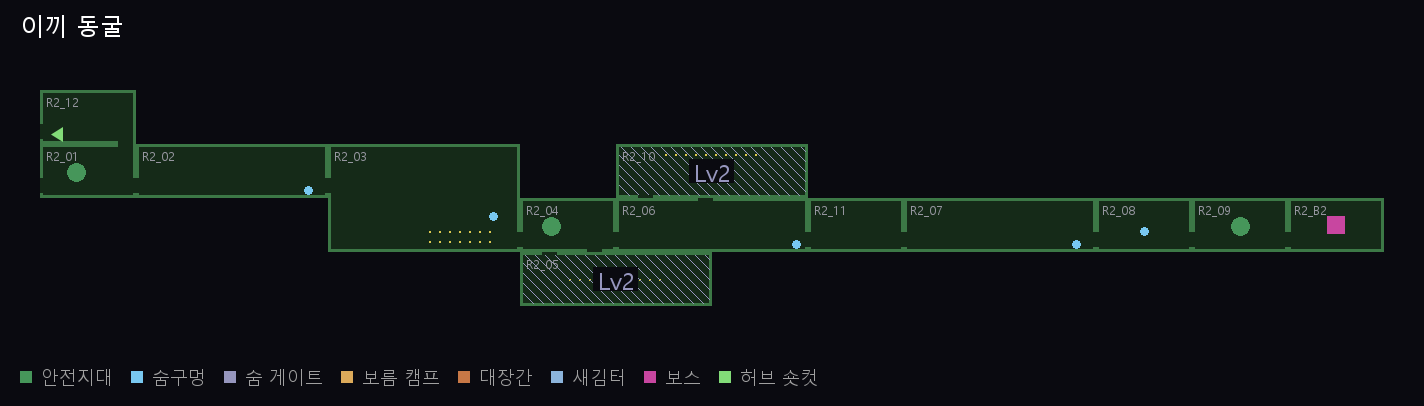 이끼 동굴
R2_12
R2_01
R2_02
R2_03
R2_10
Lv2
R2_04
R2_06
R2_11
R2_07
R2_08
R2_09
R2_B2
R2_05
Lv2
안전지대 숨구멍 숨 게이트 보름 캠프 대장간 새김터 보스 허브 숏컷